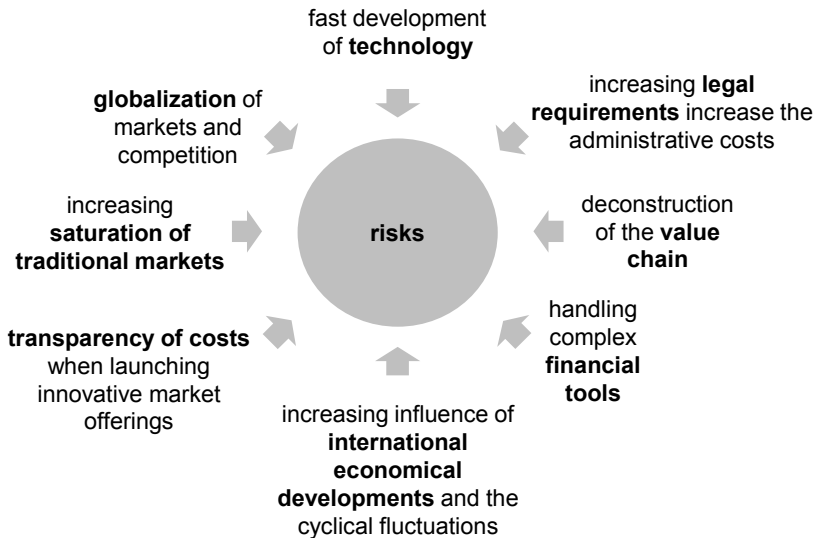 fast development
of technology
increasing legal
requirements increase the
administrative costs
deconstruction
of the value
chain
handling
complex
financial
tools
increasing influence of
international
economical
developments and the
cyclical fluctuations
transparency of costs
when launching
innovative market
offerings
increasing
saturation of
traditional markets
globalization of
markets and
competition
risks